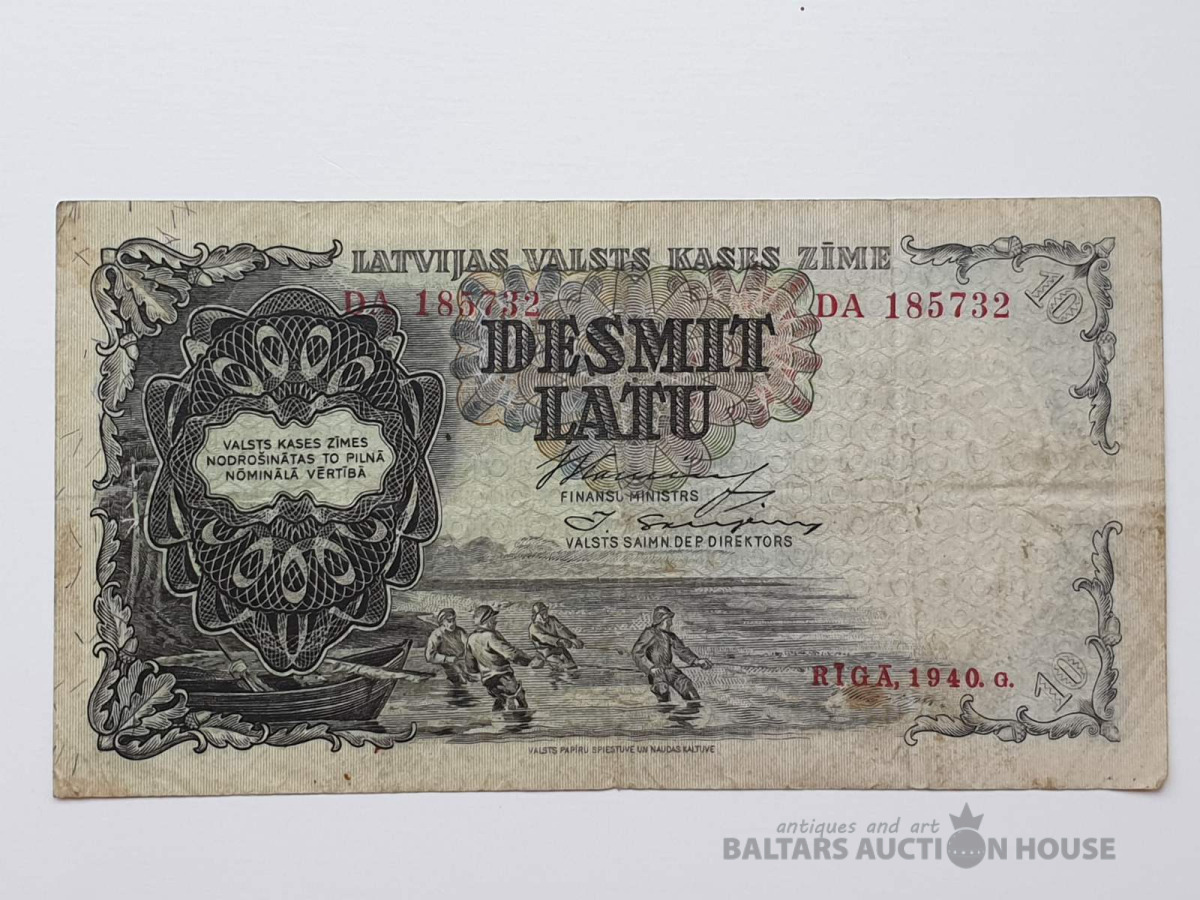 LATVIJAS VALSTS KASES ZĪME
10
DA 185732
DA 185732
DESMIT
LATU
VALSTS KASES ZĪMES
NODROŠINĀTAS TO PILNĀ
NŌMINĀLĀ VĒRTĪBĀ
FINANSU MINISTRS
VALSTS SAIMN. DEP. DIREKTORS
RĪGĀ, 1940. G.
10
VALSTS PAPĪRU SPIESTUVE UN NAUDAS KALTUVE
antiques and art
BALTARS AUCTION HOUSE